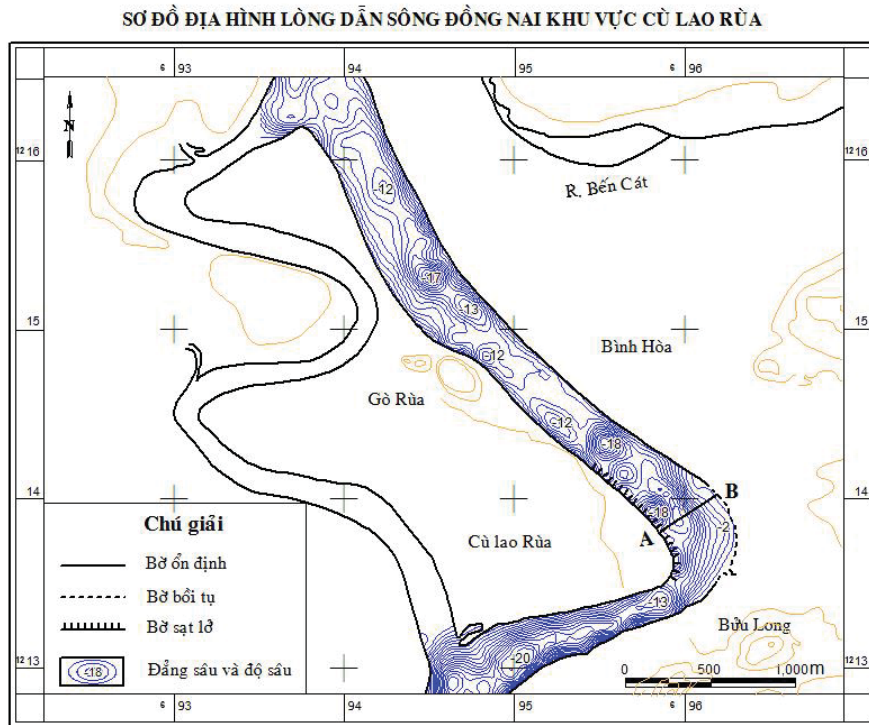 SƠ ĐỒ ĐỊA HÌNH LÒNG DẪN SÔNG ĐỒNG NAI KHU VỰC CÙ LAO RÙA
6 93
94
95
6 96
N
12 16
12 16
R. Bến Cát
-12
-17
-13
15
15
Bình Hòa
-12
Gò Rùa
-12
-18
14
14
B
-18
-2
A
Cù lao Rùa
Chú giải
Bờ ổn định
Bờ bồi tụ
Bờ sạt lở
-18
Đẳng sâu và độ sâu
-13
Bửu Long
-20
12 13
12 13
0 500 1,000m
6 93
94
95
6 96